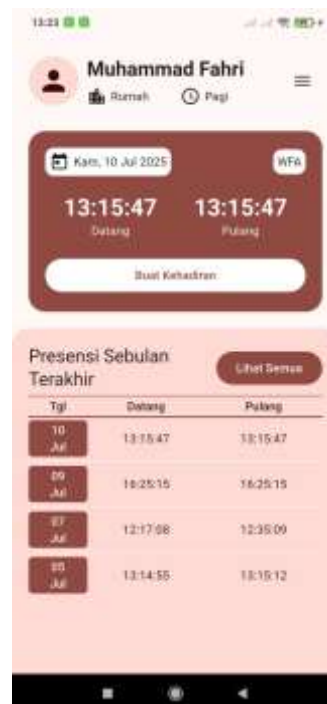 13:23
Muhammad Fahri
Rumah Pagi
Kam, 10 Jul 2025 WFA
13:15:47 13:15:47
Datang Pulang
Buat Kehadiran
Presensi Sebulan
Terakhir
Lihat Semua
Tgl Datang Pulang
10
Jul
13:15:47 13:15:47
09
Jul
16:25:15 16:25:15
07
Jul
12:17:08 12:35:09
05
Jul
13:14:55 13:15:12